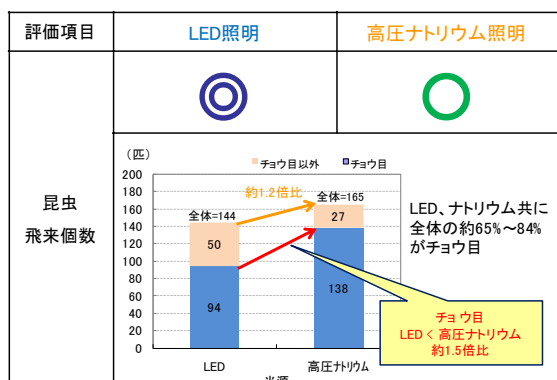 評価項目
LED照明
高圧ナトリウム照明
昆虫
飛来個数
（匹）
チョウ目以外
チョウ目
200
180
160
140
120
100
80
60
40
20
0
約1.2倍比
全体=144
全体=165
50
27
94
138
LED
高圧ナトリウム
光源
LED、ナトリウム共に
全体の約65%～84%
がチョウ目
チョウ目
LED < 高圧ナトリウム
約1.5倍比